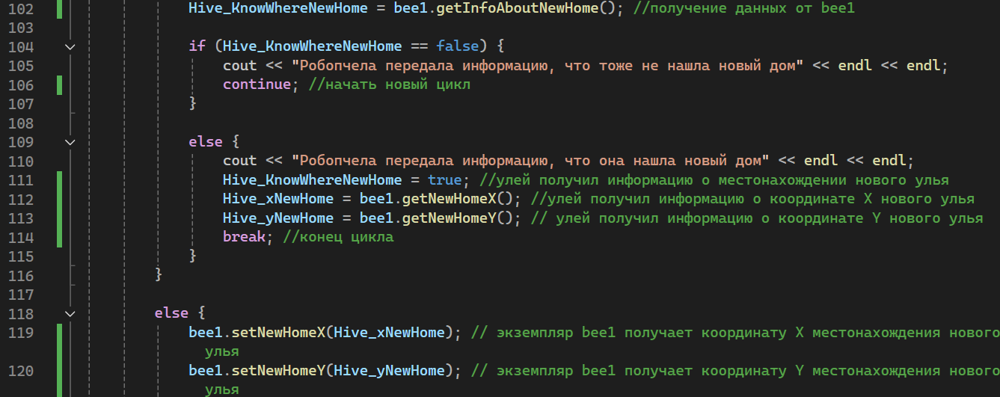 102 Hive_KnowWhereNewHome = bee1.getInfoAboutNewHome(); //получение данных от bee1
103
104 if (Hive_KnowWhereNewHome == false) {
105 cout << "Робопчела передала информацию, что тоже не нашла новый дом" << endl << endl;
106 continue; //начать новый цикл
107 }
108
109 else {
110 cout << "Робопчела передала информацию, что она нашла новый дом" << endl << endl;
111 Hive_KnowWhereNewHome = true; //улей получил информацию о местонахождении нового улья
112 Hive_xNewHome = bee1.getNewHomeX(); //улей получил информацию о координате X нового улья
113 Hive_yNewHome = bee1.getNewHomeY(); // улей получил информацию о координате Y нового улья
114 break; //конец цикла
115 }
116 }
117
118 else {
119 bee1.setNewHomeX(Hive_xNewHome); // экземпляр bee1 получает координату X местонахождения нового
улья
120 bee1.setNewHomeY(Hive_yNewHome); // экземпляр bee1 получает координату Y местонахождения нового
улья